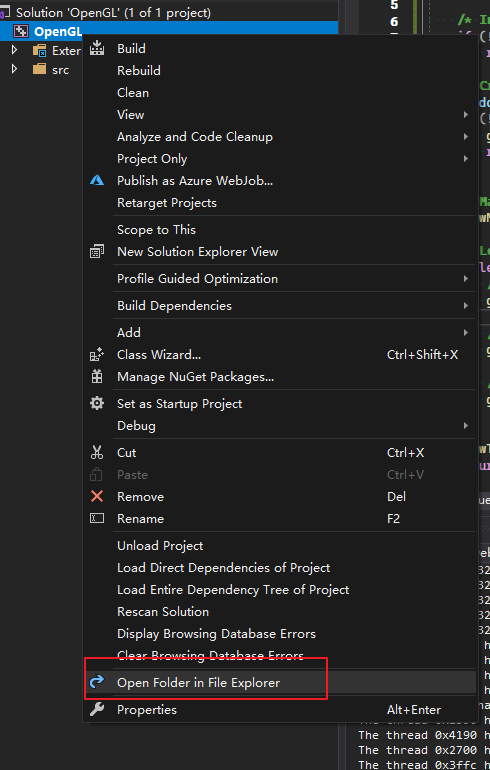 Solution 'OpenGL' (1 of 1 project)
OpenGL
Exter
src
Build
Rebuild
Clean
View
Analyze and Code Cleanup
Project Only
Publish as Azure WebJob...
Retarget Projects
Scope to This
New Solution Explorer View
Profile Guided Optimization
Build Dependencies
Add
Class Wizard... Ctrl+Shift+X
Manage NuGet Packages...
Set as Startup Project
Debug
Cut Ctrl+X
Paste Ctrl+V
Remove Del
Rename F2
Unload Project
Load Direct Dependencies of Project
Load Entire Dependency Tree of Project
Rescan Solution
Display Browsing Database Errors
Clear Browsing Database Errors
Open Folder in File Explorer
Properties Alt+Enter
5
6
7
8
/* In
if (!
The thread 0x4190 h
The thread 0x2700 h
The thread 0x3ffc h